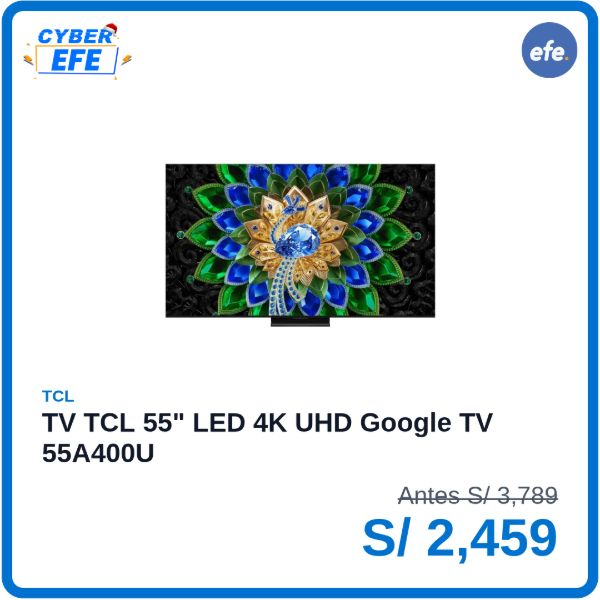 CYBER
EFE
efe.
TCL
TV TCL 55" LED 4K UHD Google TV
55A400U
Antes S/ 3,789
S/ 2,459